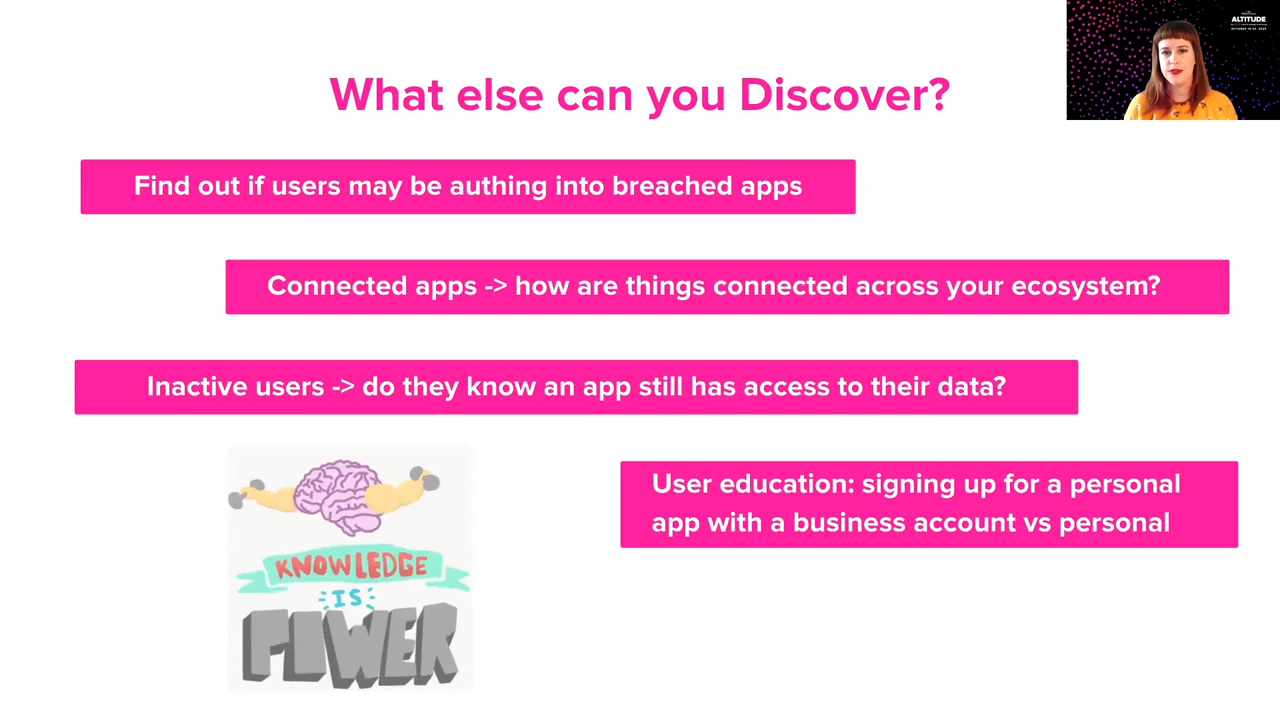 What else can you Discover?
ALTITUDE
Find out if users may be authing into breached apps
Connected apps -> how are things connected across your ecosystem?
Inactive users -> do they know an app still has access to their data?
User education: signing up for a personal
app with a business account vs personal
KNOWLEDGE
IS
POWER